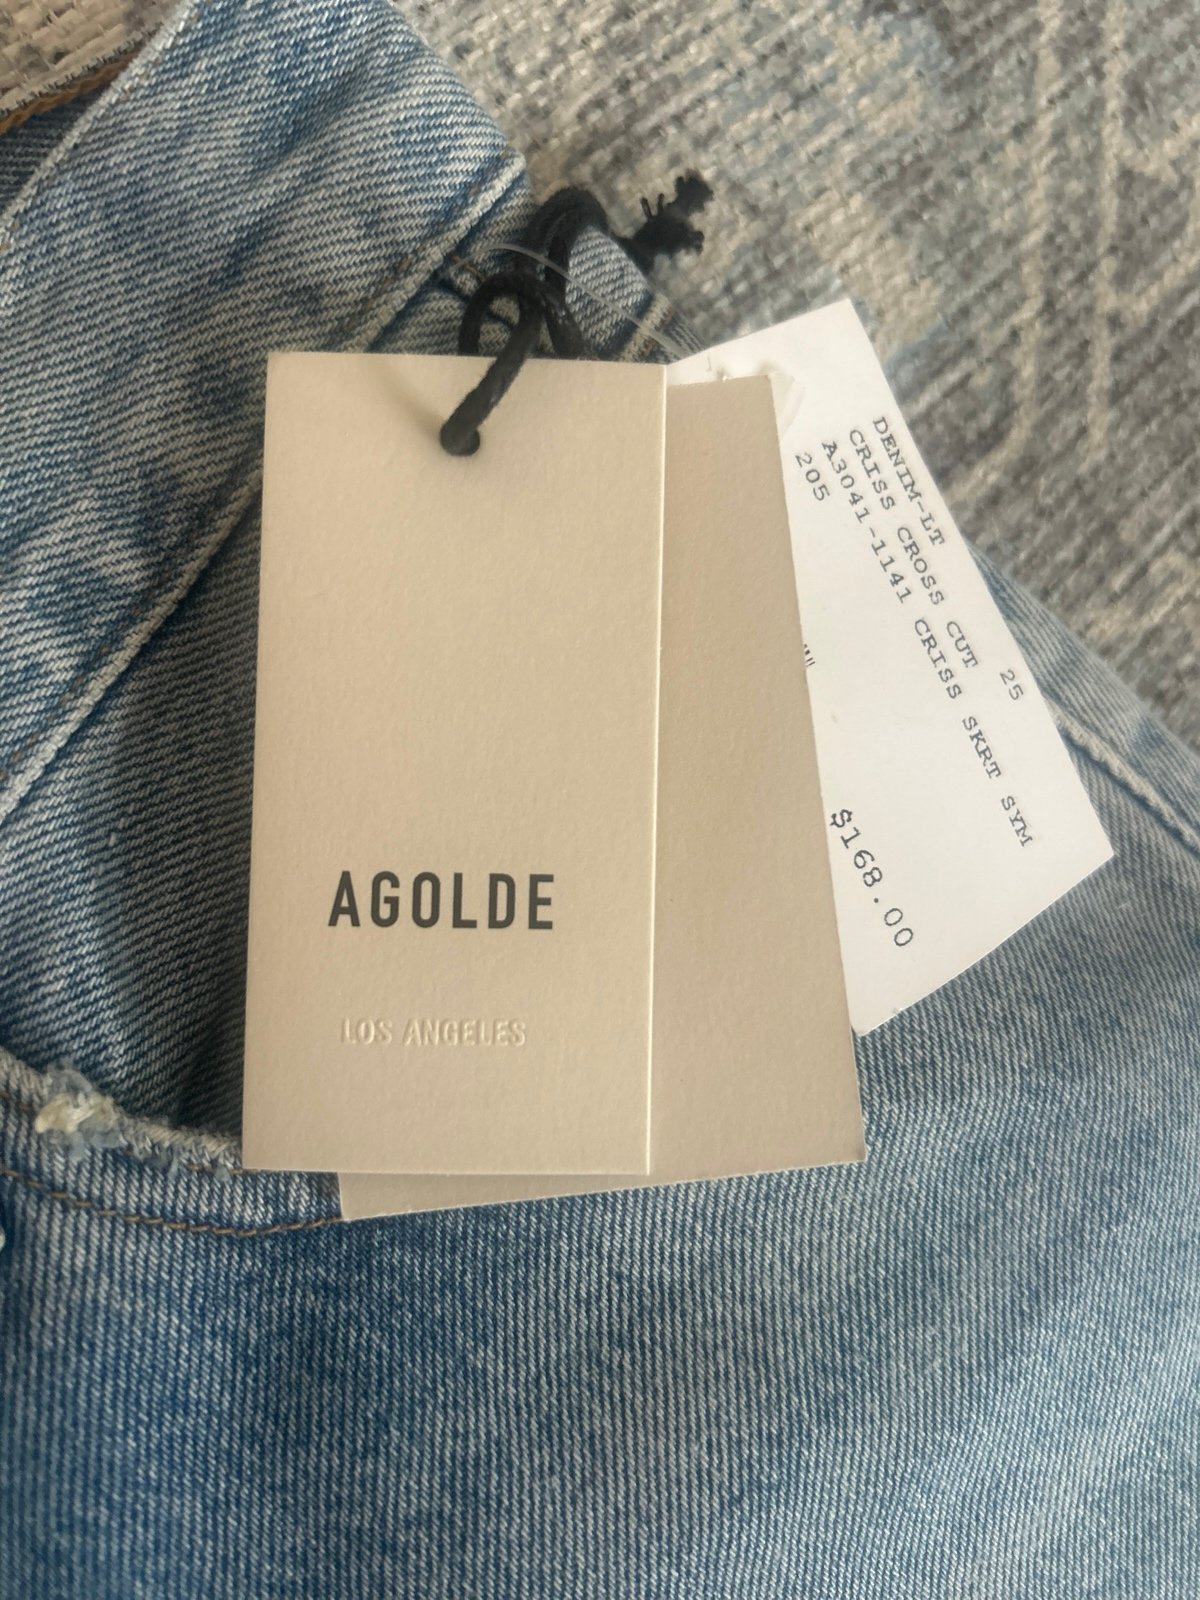 AGOLDE
LOS ANGELES
DENIM-LT 25
CRISS CROSS CUT
A3041-1141 CRISS SKRT SYM
205
$168.00